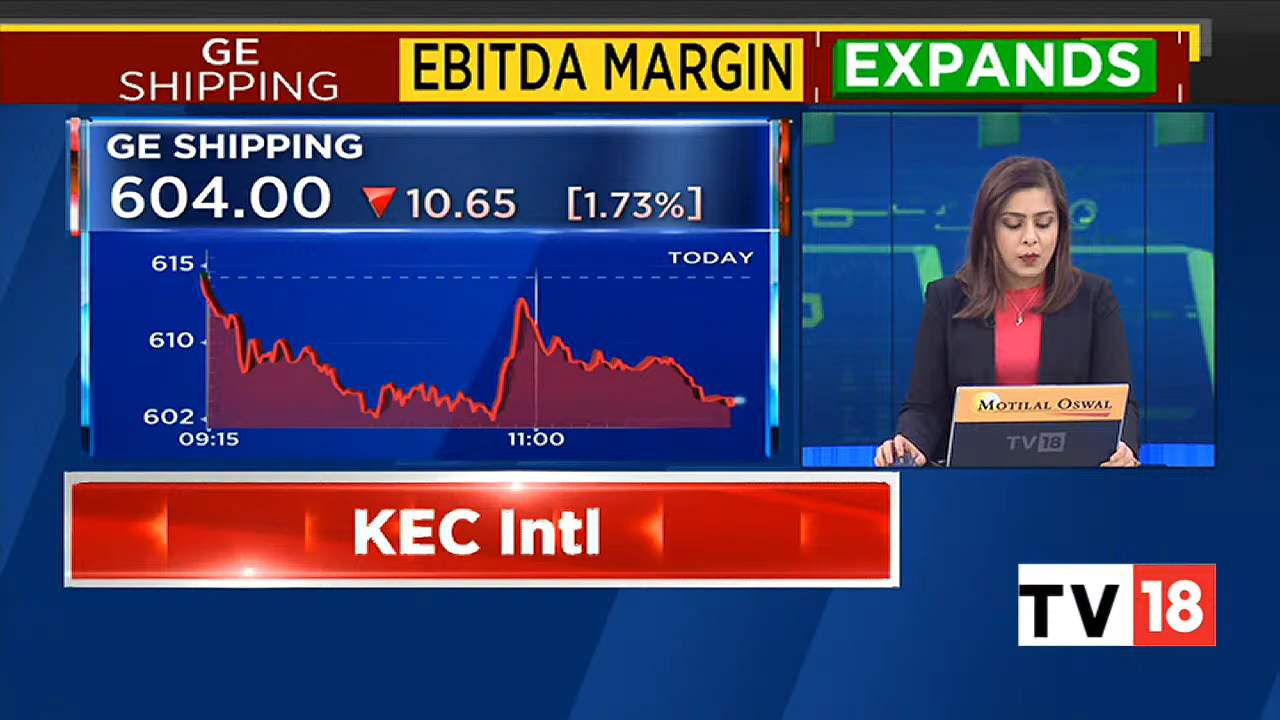 GE
SHIPPING
EBITDA MARGIN
EXPANDS
GE SHIPPING
604.00 10.65 [1.73%]
TODAY
615
610
602
09:15 11:00
MOTILAL OSWAL
TV18
KEC Intl
TV18